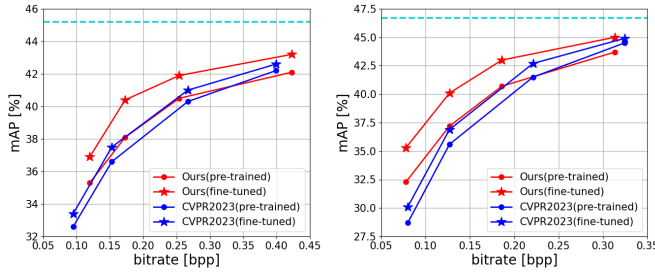 46
44
42
40
38
36
34
32
mAP [%]
0.05 0.10 0.15 0.20 0.25 0.30 0.35 0.40 0.45
bitrate [bpp]
Ours(pre-trained)
Ours(fine-tuned)
CVPR2023(pre-trained)
CVPR2023(fine-tuned)
47.5
45.0
42.5
40.0
37.5
35.0
32.5
30.0
27.5
mAP [%]
0.05 0.10 0.15 0.20 0.25 0.30 0.35
bitrate [bpp]
Ours(pre-trained)
Ours(fine-tuned)
CVPR2023(pre-trained)
CVPR2023(fine-tuned)